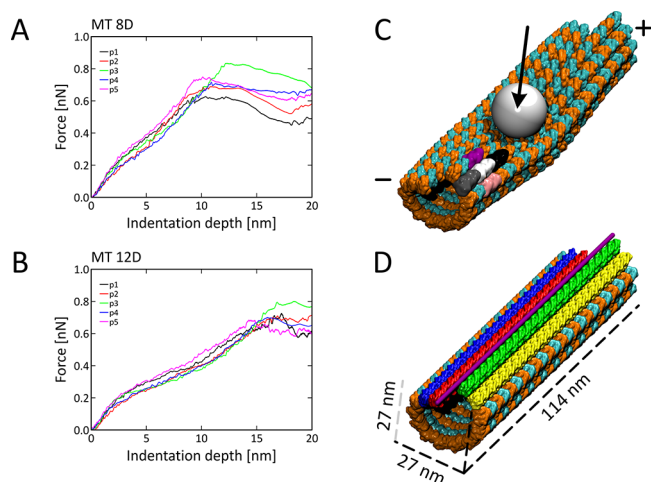 A
MT 8D
1.0
0.8
0.6
0.4
0.2
0.0
Force [nN]
p1
p2
p3
p4
p5
0
5
10
15
20
Indentation depth [nm]
B
MT 12D
1.0
0.8
0.6
0.4
0.2
0.0
Force [nN]
p1
p2
p3
p4
p5
0
5
10
15
20
Indentation depth [nm]
C
+
−
D
27 nm
27 nm
114 nm